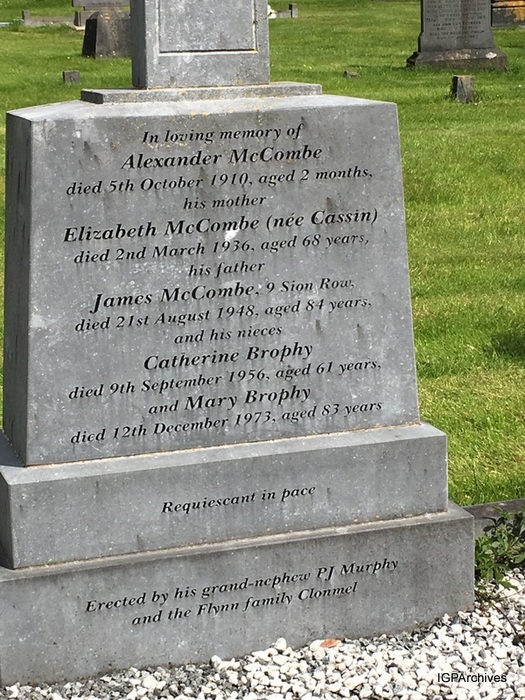 In loving memory of
Alexander McCombe
died 5th October 1910, aged 2 months,
his mother
Elizabeth McCombe (née Cassin)
died 2nd March 1936, aged 68 years,
his father
James McCombe, 9 Sion Row,
died 21st August 1948, aged 84 years.
and his nieces
Catherine Brophy
died 9th September 1956, aged 61 years,
and Mary Brophy
died 12th December 1973, aged 83 years
Requiescant in pace
Erected by his grand-nephew PJ Murphy
and the Flynn family Clonmel
IGPArchives